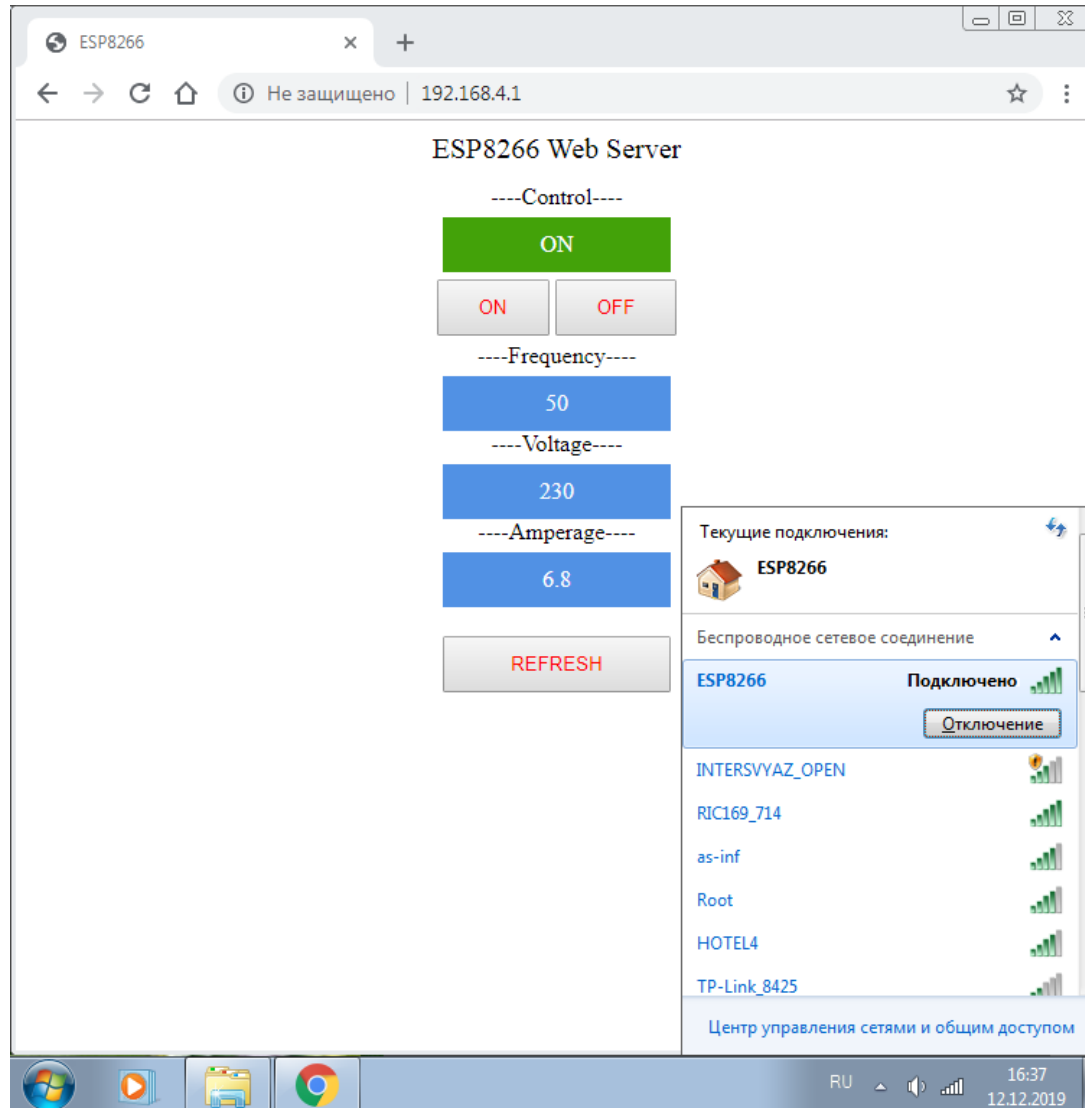 ESP8266
Не защищено | 192.168.4.1
ESP8266 Web Server
----Control----
ON
ON OFF
----Frequency----
50
----Voltage----
230
----Amperage----
6.8
REFRESH
Текущие подключения:
ESP8266
Беспроводное сетевое соединение
ESP8266 Подключено
Отключение
INTERSVYAZ_OPEN
RIC169_714
as-inf
Root
HOTEL4
TP-Link_8425
Центр управления сетями и общим доступом
RU 16:37
12.12.2019